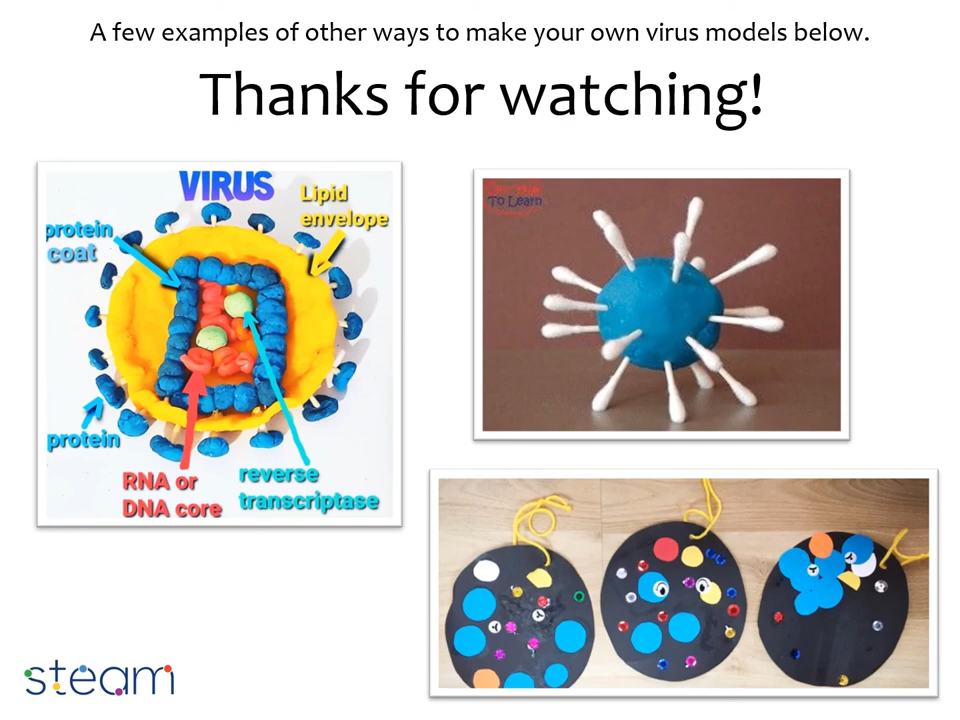 A few examples of other ways to make your own virus models below.
Thanks for watching!
VIRUS
Lipid
envelope
protein
coat
protein
RNA or
DNA core
reverse
transcriptase
To Learn
steam